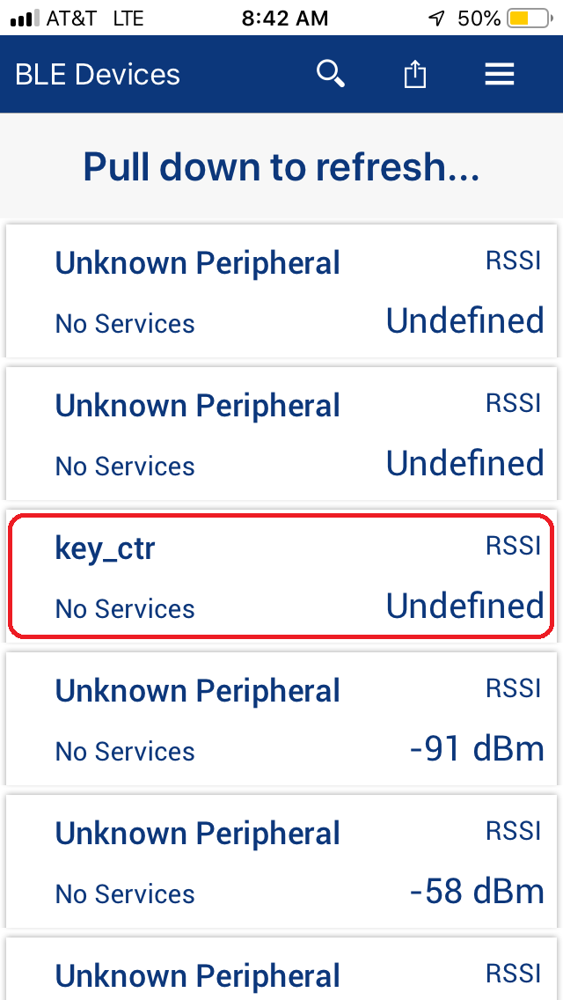 AT&T LTE 8:42 AM 50%
BLE Devices
Pull down to refresh...
Unknown Peripheral RSSI
No Services Undefined
Unknown Peripheral RSSI
No Services Undefined
key_ctr RSSI
No Services Undefined
Unknown Peripheral RSSI
No Services -91 dBm
Unknown Peripheral RSSI
No Services -58 dBm
Unknown Peripheral RSSI